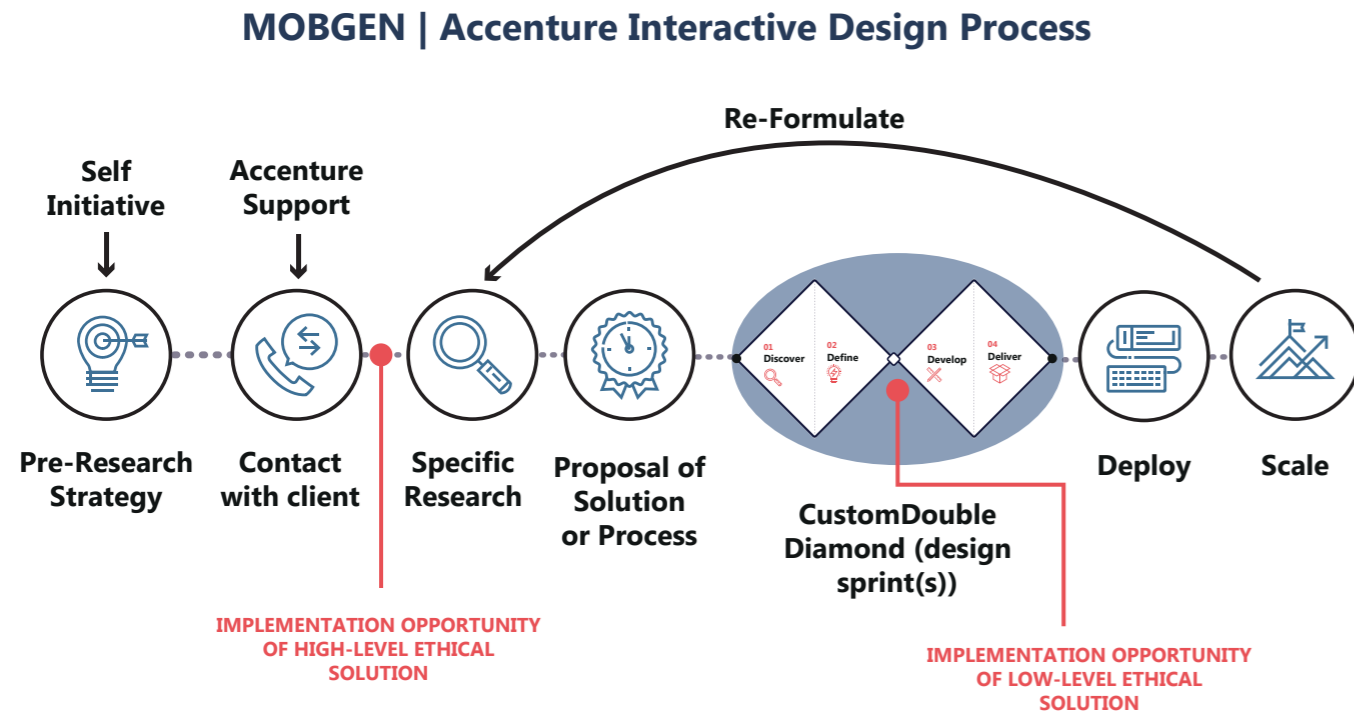 MOBGEN | Accenture Interactive Design Process
Re-Formulate
Self
Initiative
Accenture
Support
01
Discover
02
Define
03
Develop
04
Deliver
Pre-Research
Strategy
Contact
with client
Specific
Research
Proposal of
Solution
or Process
CustomDouble
Diamond (design
sprint(s))
Deploy
Scale
IMPLEMENTATION OPPORTUNITY
OF HIGH-LEVEL ETHICAL
SOLUTION
IMPLEMENTATION OPPORTUNITY
OF LOW-LEVEL ETHICAL
SOLUTION